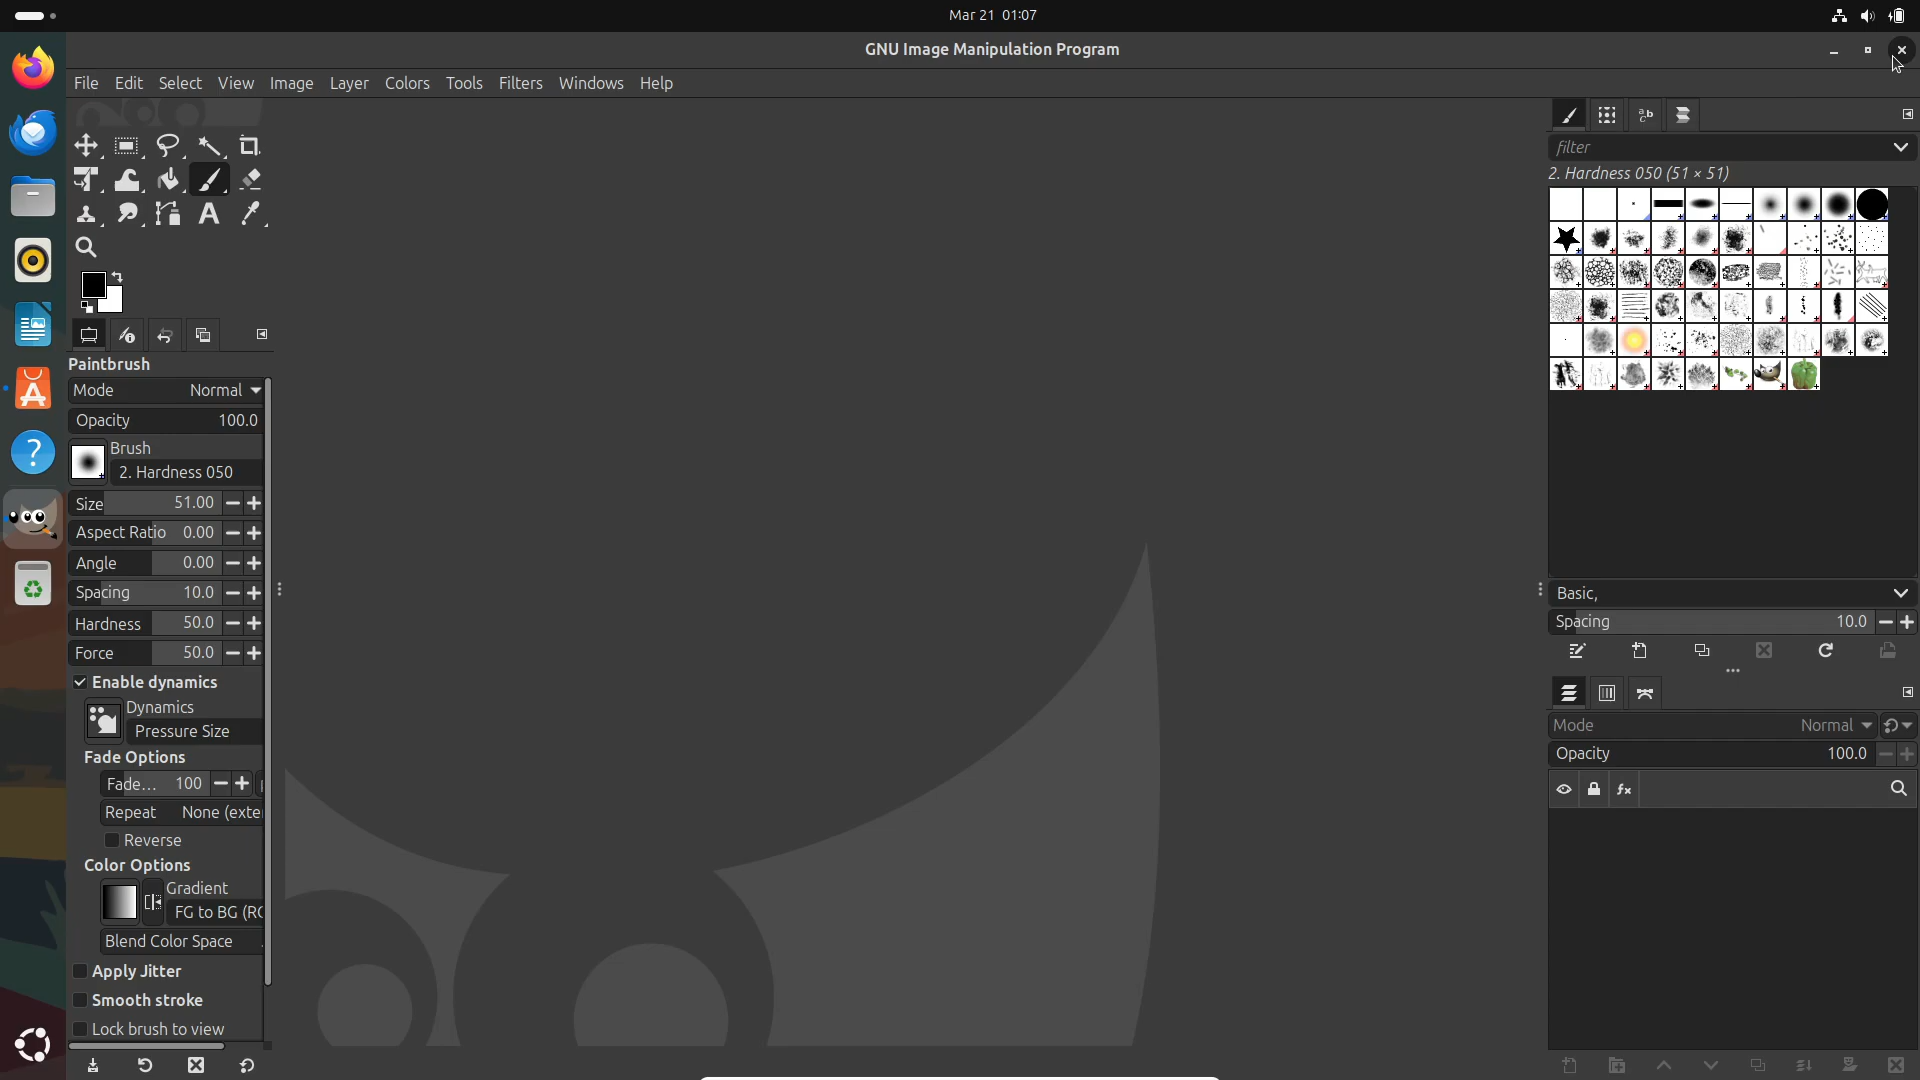 Mar 21 01:07
GNU Image Manipulation Program
File Edit Select View Image Layer Colors Tools Filters Windows Help
Paintbrush
Mode Normal
Opacity 100.0
Brush
2. Hardness 050
Size 51.00
Aspect Ratio 0.00
Angle 0.00
Spacing 10.0
Hardness 50.0
Force 50.0
Enable dynamics
Dynamics
Pressure Size
Fade Options
Fade... 100
Repeat None (exte
Reverse
Color Options
Gradient
FG to BG (RG
Blend Color Space
Apply Jitter
Smooth stroke
Lock brush to view
filter
2. Hardness 050 (51 × 51)
Basic,
Spacing 10.0
Mode Normal
Opacity 100.0